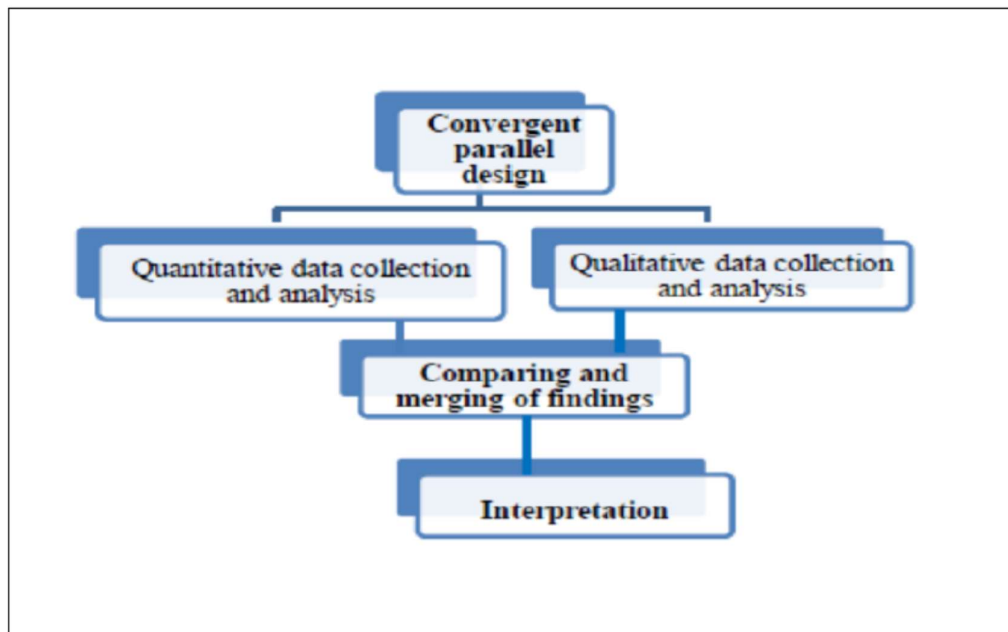 Convergent
parallel
design
Quantitative data collection
and analysis
Qualitative data collection
and analysis
Comparing and
merging of findings
Interpretation